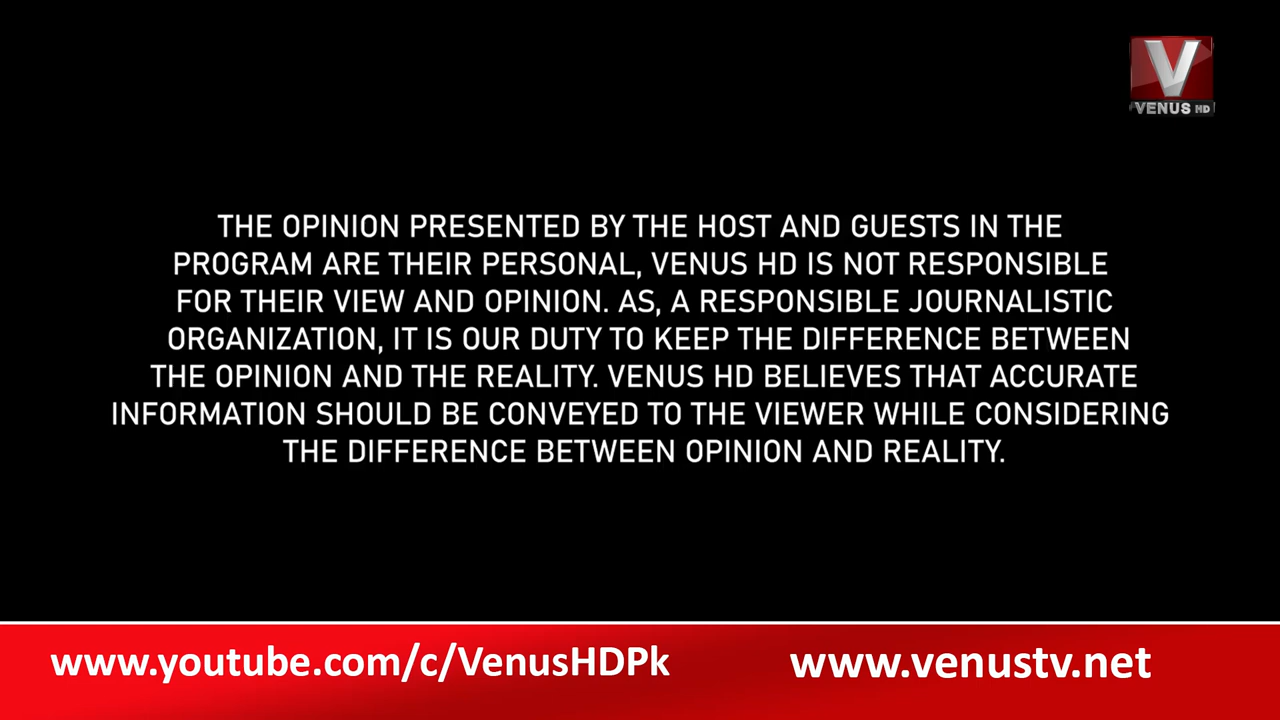 V
VENUS HD
THE OPINION PRESENTED BY THE HOST AND GUESTS IN THE
PROGRAM ARE THEIR PERSONAL, VENUS HD IS NOT RESPONSIBLE
FOR THEIR VIEW AND OPINION. AS, A RESPONSIBLE JOURNALISTIC
ORGANIZATION, IT IS OUR DUTY TO KEEP THE DIFFERENCE BETWEEN
THE OPINION AND THE REALITY. VENUS HD BELIEVES THAT ACCURATE
INFORMATION SHOULD BE CONVEYED TO THE VIEWER WHILE CONSIDERING
THE DIFFERENCE BETWEEN OPINION AND REALITY.
www.youtube.com/c/VenusHDPk
www.venustv.net